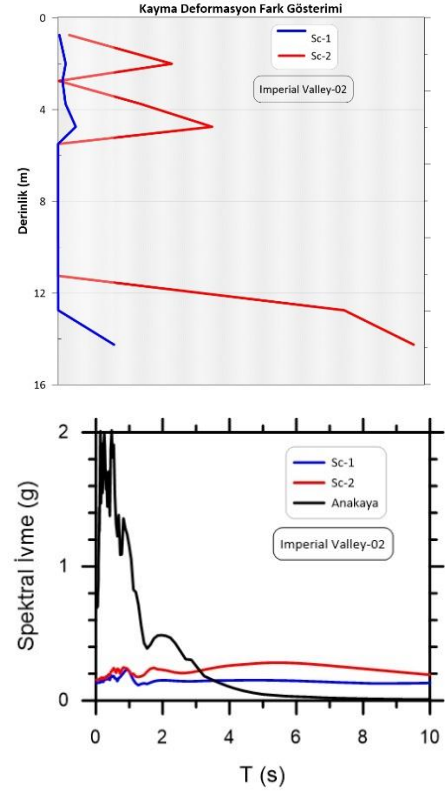 Kayma Deformasyon Fark Gösterimi
0
4
8
12
16
Derinlik (m)
Sc-1
Sc-2
Imperial Valley-02
2
1
0
Spektral İvme (g)
Sc-1
Sc-2
Anakaya
Imperial Valley-02
0 2 4 6 8 10
T (s)